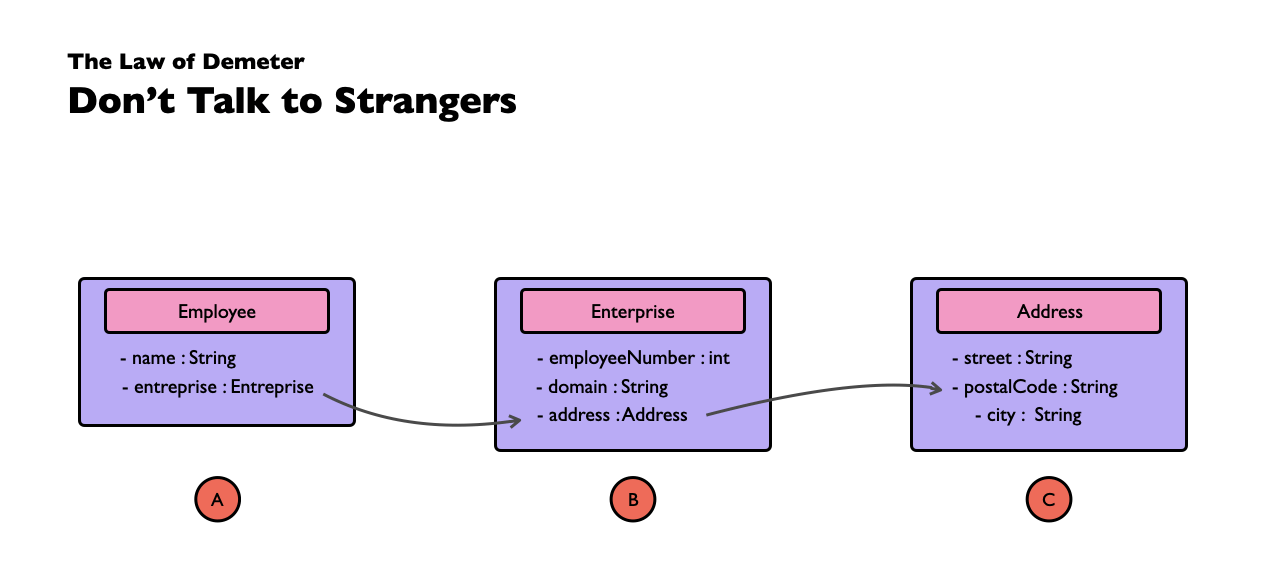 The Law of Demeter
Don’t Talk to Strangers
Employee
- name : String
- entreprise : Entreprise
A
Enterprise
- employeeNumber : int
- domain : String
- address : Address
B
Address
- street : String
- postalCode : String
- city : String
C